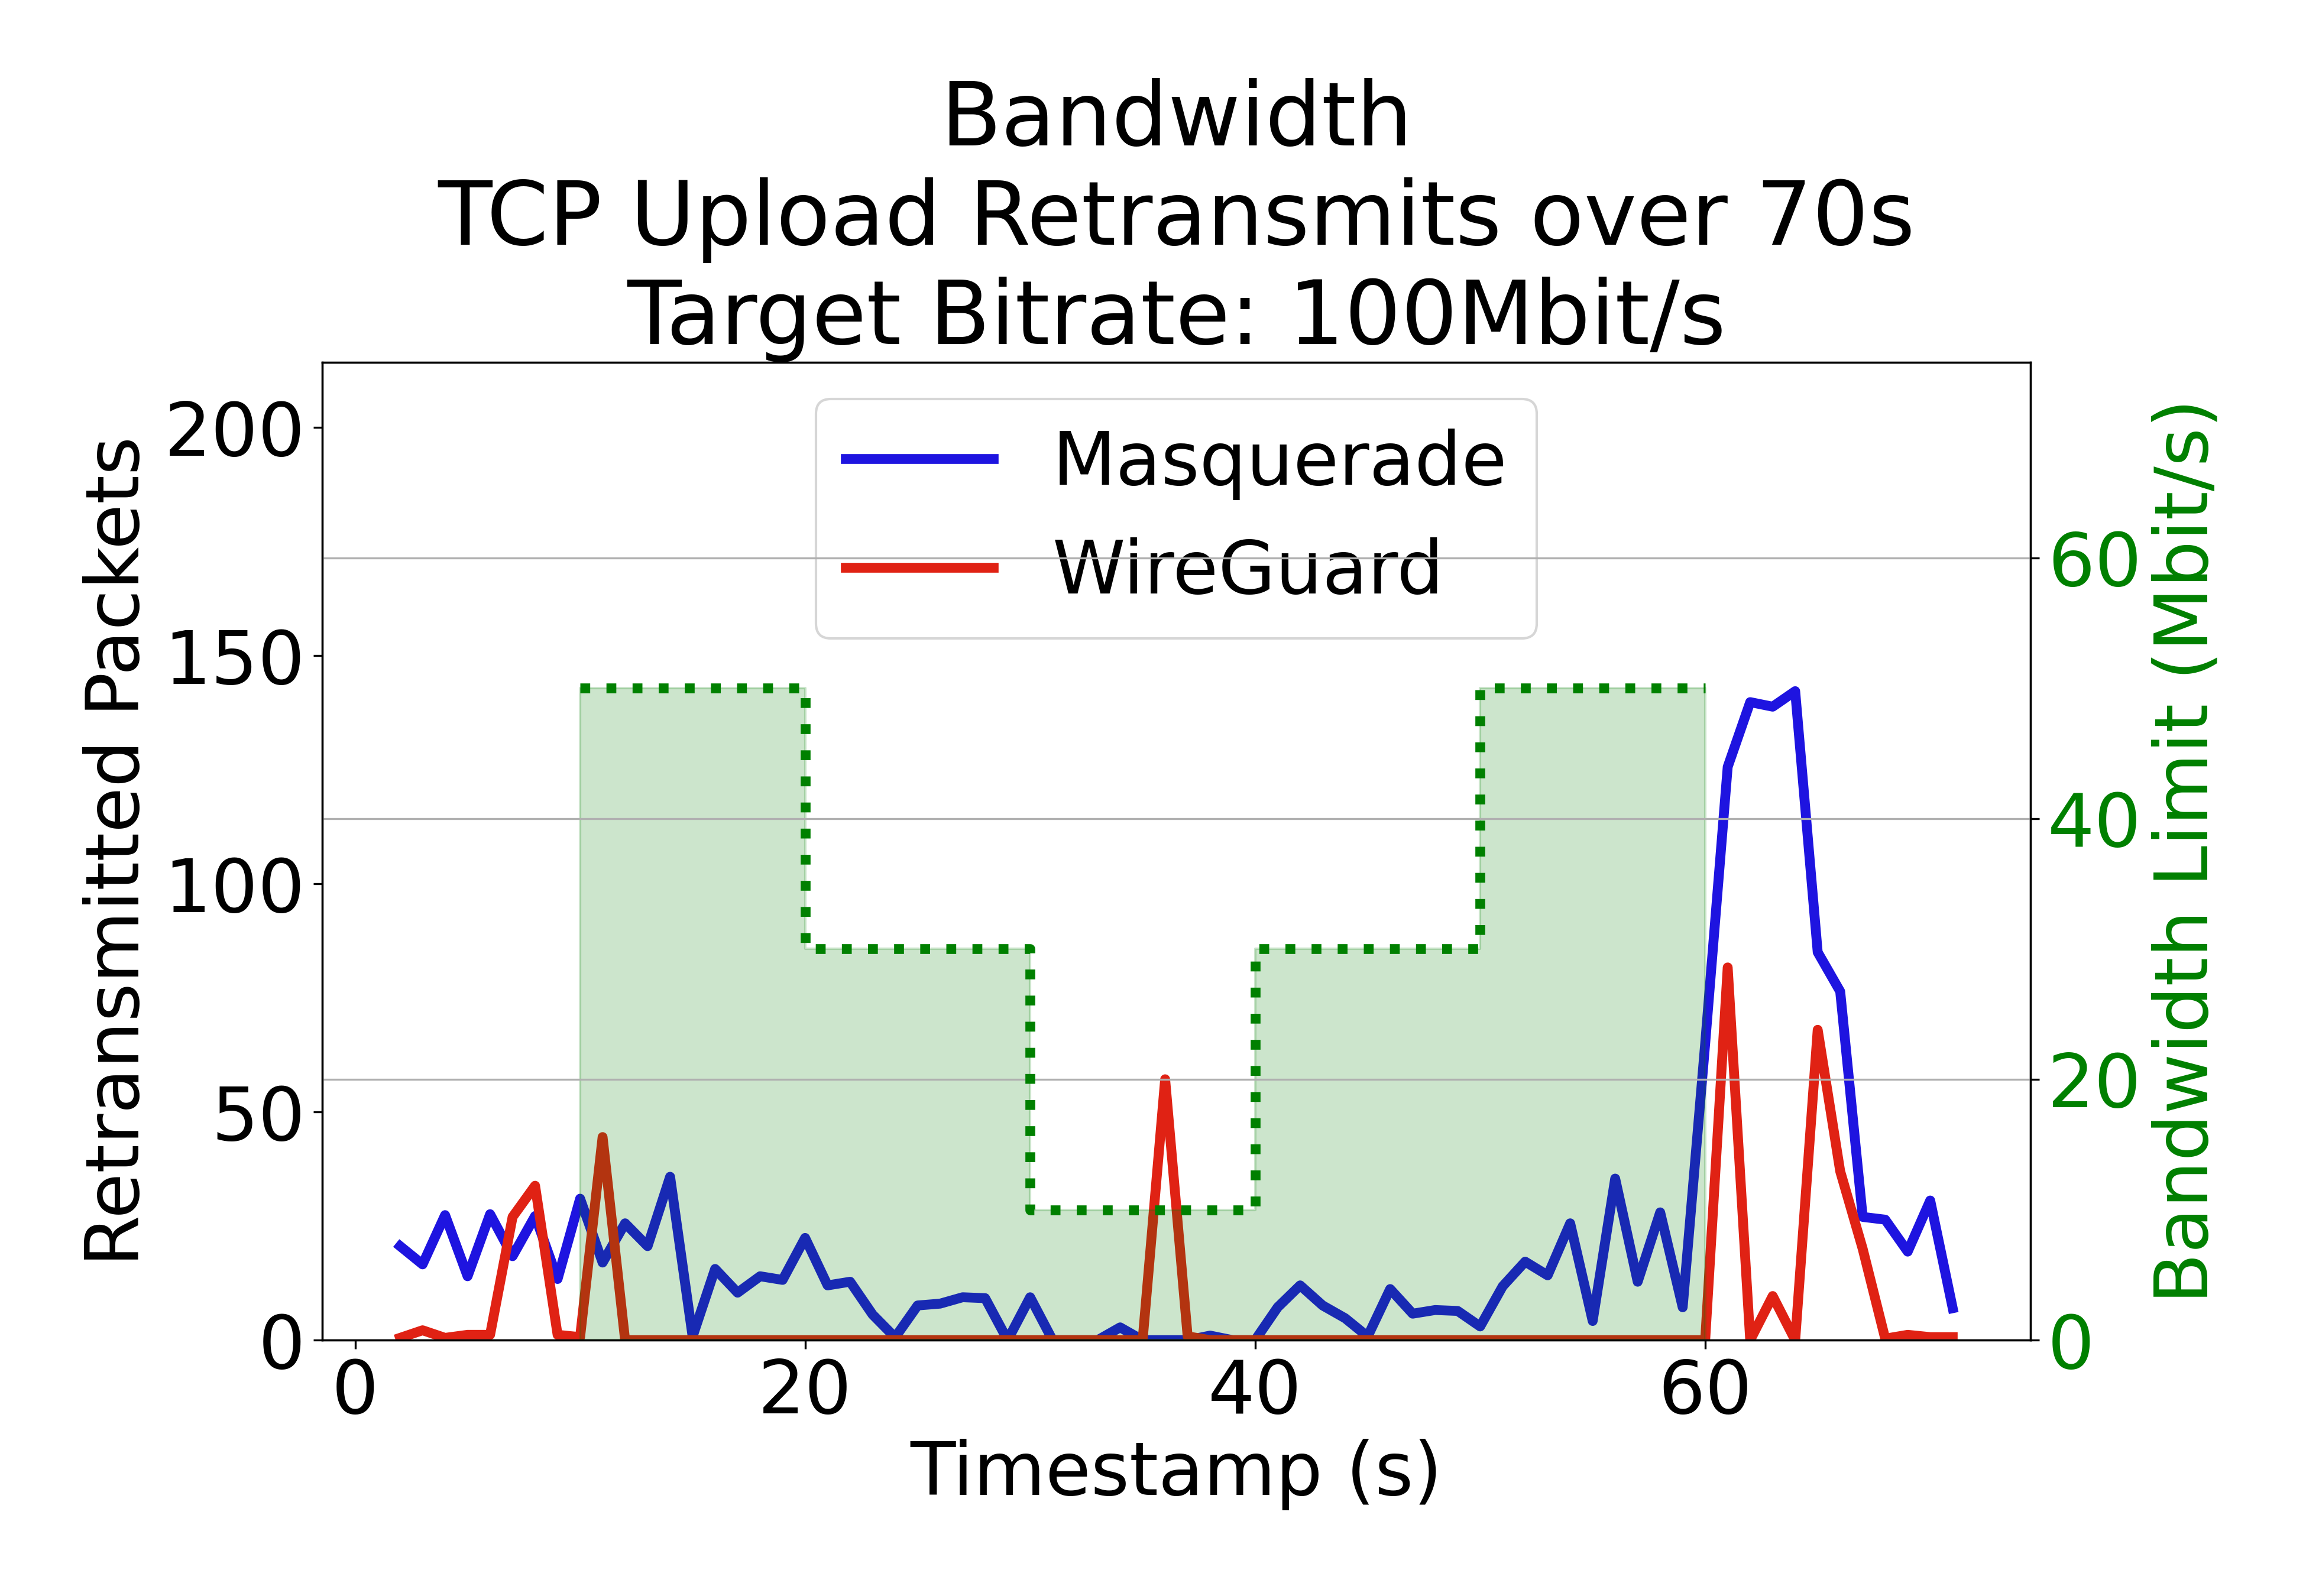 Bandwidth
TCP Upload Retransmits over 70s
Target Bitrate: 100Mbit/s
Masquerade
WireGuard
Retransmitted Packets
200
150
100
50
0
60
40
20
0
Bandwidth Limit (Mbit/s)
0 20 40 60
Timestamp (s)